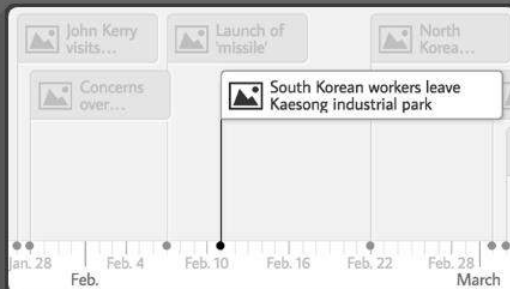 John Kerry
visits...
Launch of
'missile'
North
Korea...
Concerns
over...
South Korean workers leave
Kaesong industrial park
Jan. 28
Feb. 4
Feb. 10
Feb. 16
Feb. 22
Feb. 28
Feb.
March